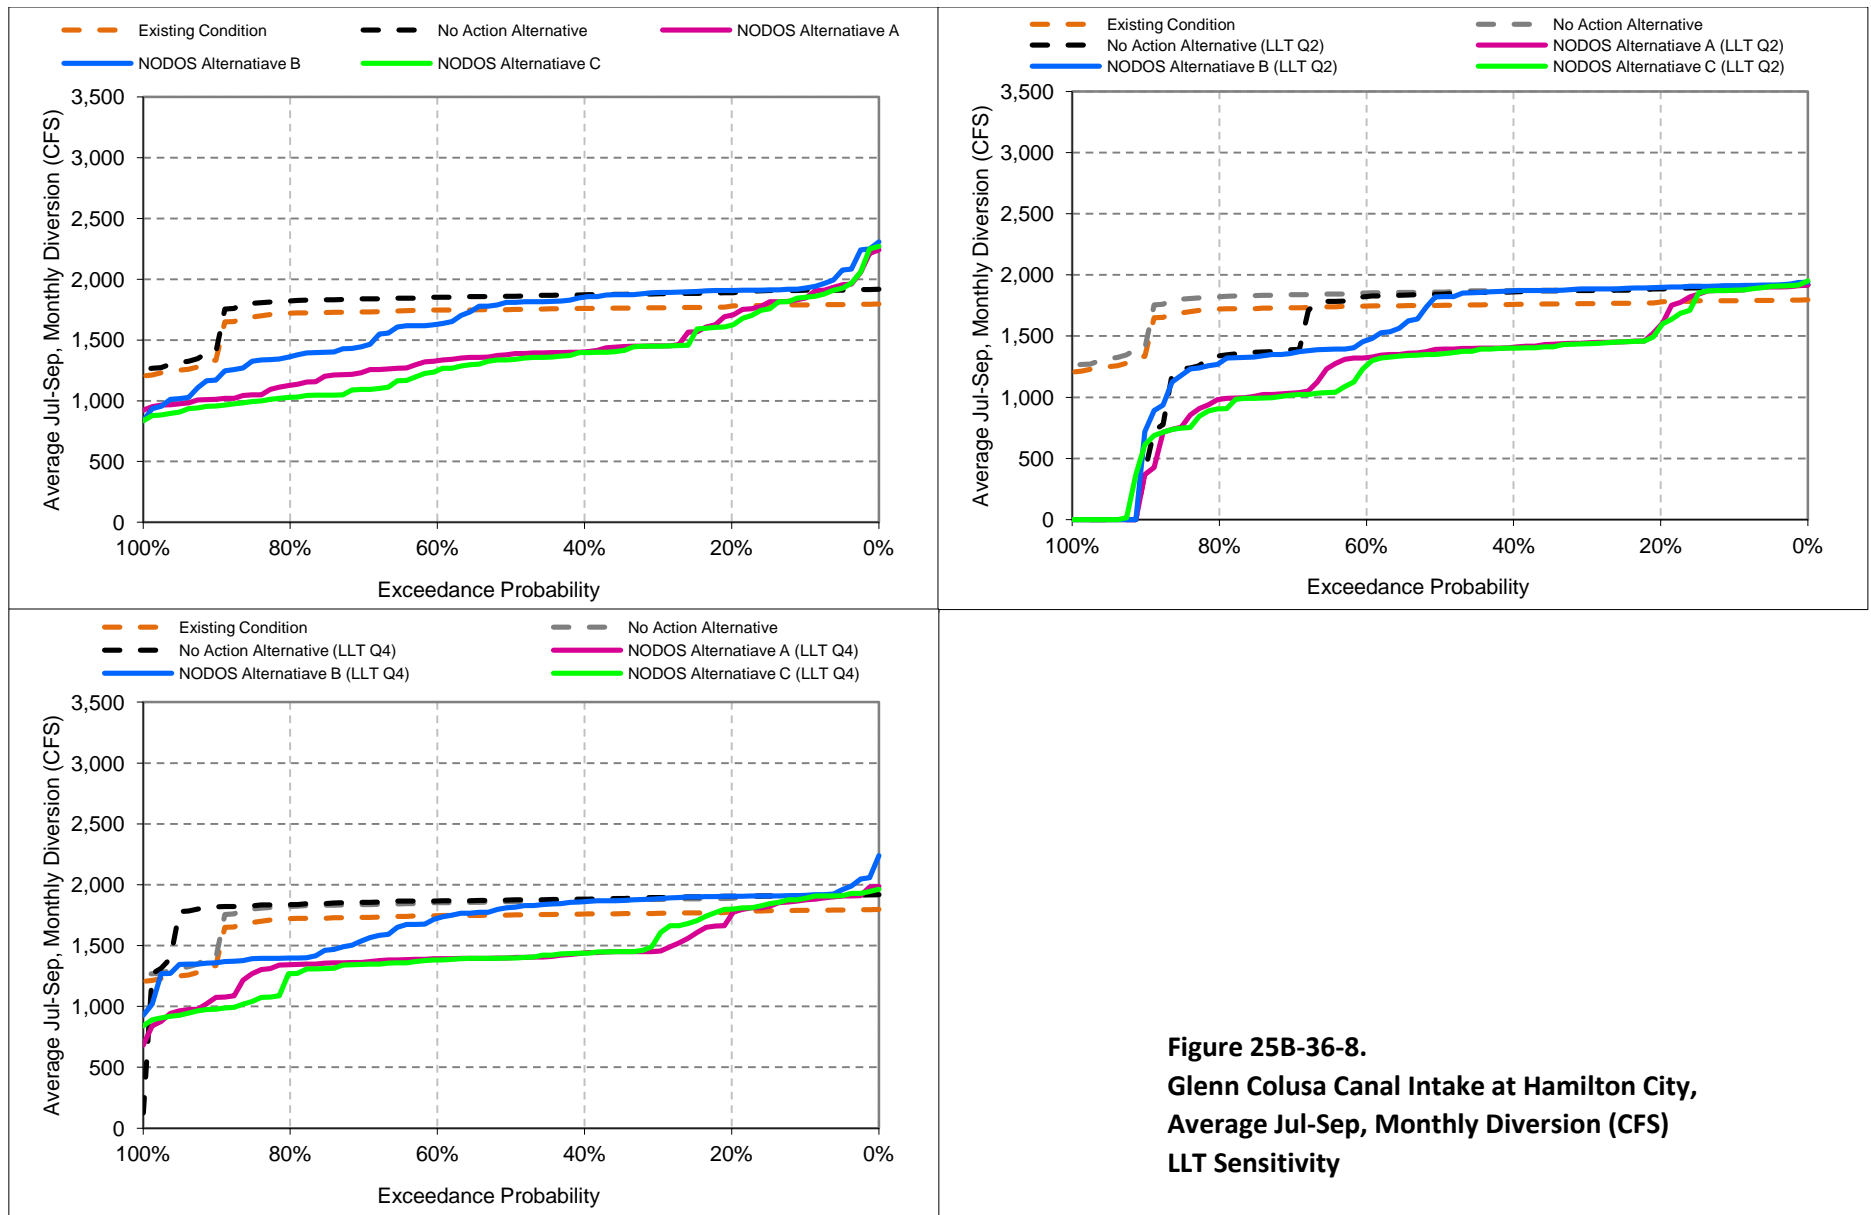 Existing Condition
No Action Alternative
NODOS Alternatiave A
NODOS Alternatiave B
NODOS Alternatiave C
Average Jul-Sep, Monthly Diversion (CFS)
3,500
3,000
2,500
2,000
1,500
1,000
500
0
100% 80% 60% 40% 20% 0%
Exceedance Probability
Existing Condition
No Action Alternative
No Action Alternative (LLT Q2)
NODOS Alternatiave A (LLT Q2)
NODOS Alternatiave B (LLT Q2)
NODOS Alternatiave C (LLT Q2)
Average Jul-Sep, Monthly Diversion (CFS)
3,500
3,000
2,500
2,000
1,500
1,000
500
0
100% 80% 60% 40% 20% 0%
Exceedance Probability
Existing Condition
No Action Alternative
No Action Alternative (LLT Q4)
NODOS Alternatiave A (LLT Q4)
NODOS Alternatiave B (LLT Q4)
NODOS Alternatiave C (LLT Q4)
Average Jul-Sep, Monthly Diversion (CFS)
3,500
3,000
2,500
2,000
1,500
1,000
500
0
100% 80% 60% 40% 20% 0%
Exceedance Probability
Figure 25B-36-8.
Glenn Colusa Canal Intake at Hamilton City,
Average Jul-Sep, Monthly Diversion (CFS)
LLT Sensitivity